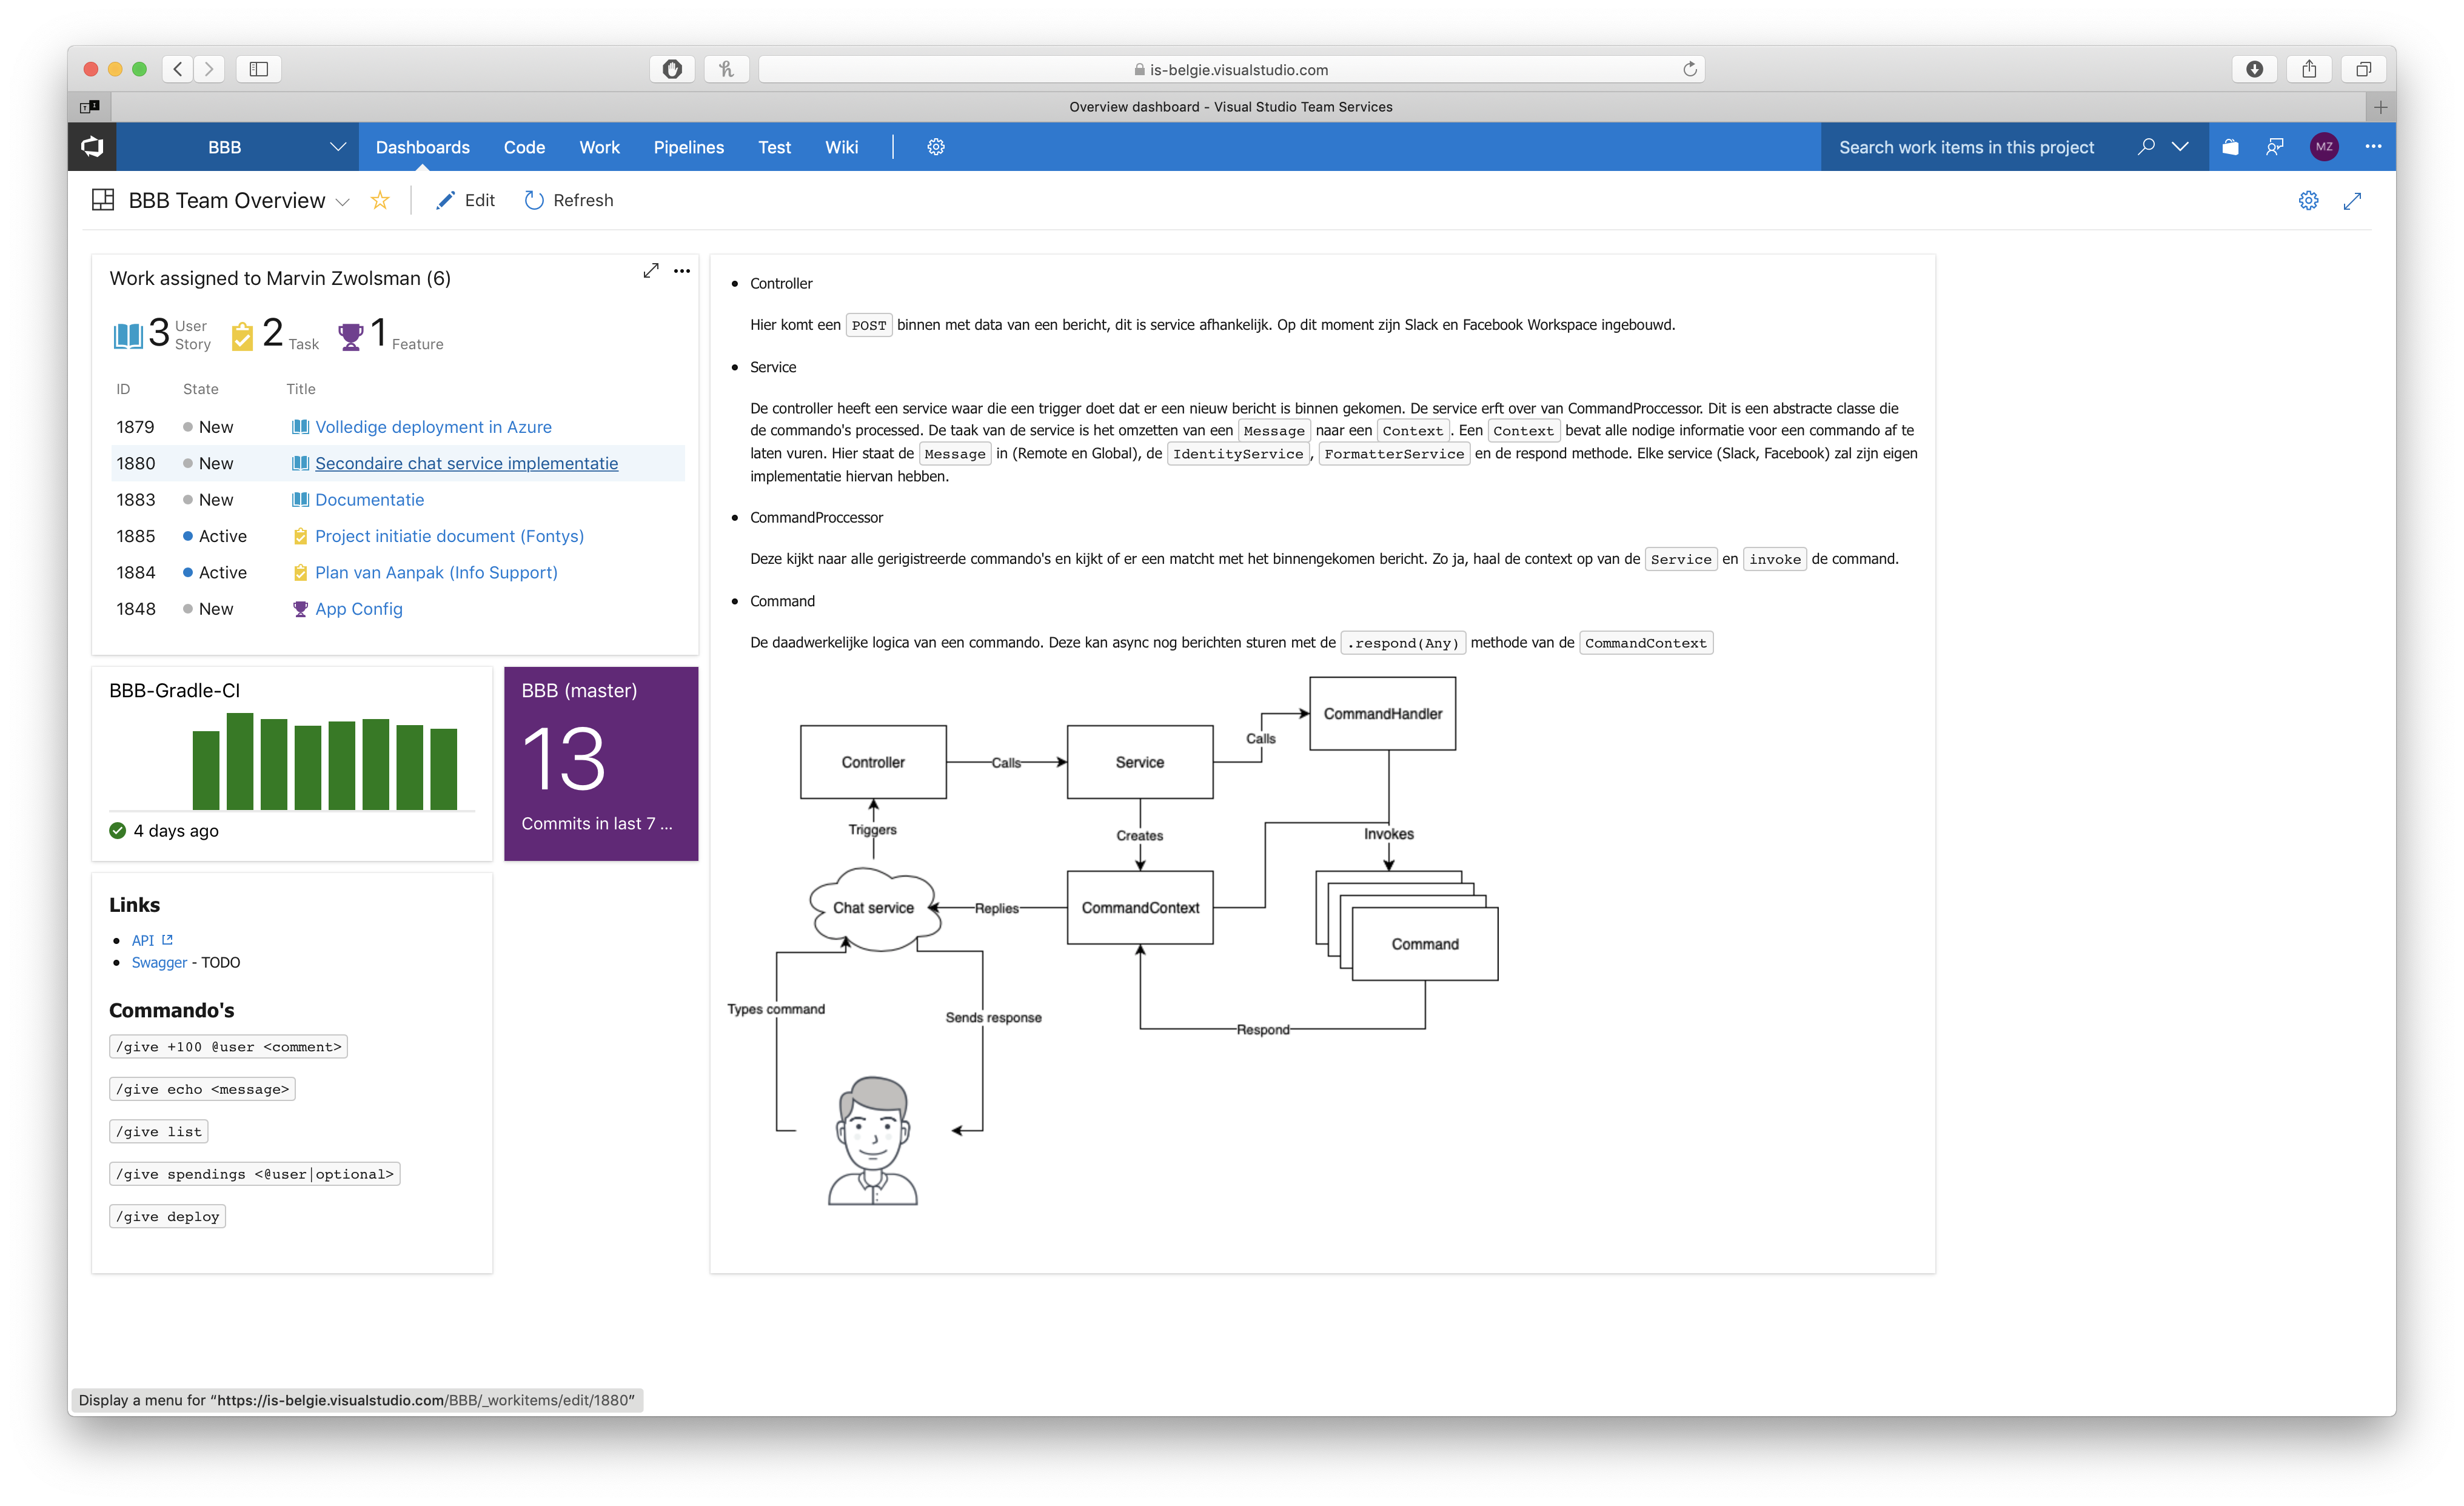 is-belgie.visualstudio.com
Overview dashboard - Visual Studio Team Services
BBB
Dashboards
Code
Work
Pipelines
Test
Wiki
Search work items in this project
MZ
BBB Team Overview
Edit
Refresh
Work assigned to Marvin Zwolsman (6)
3 User Story
2 Task
1 Feature
ID State Title
1879 New Volledige deployment in Azure
1880 New Secondaire chat service implementatie
1883 New Documentatie
1885 Active Project initiatie document (Fontys)
1884 Active Plan van Aanpak (Info Support)
1848 New App Config
BBB-Gradle-CI
4 days ago
BBB (master)
13
Commits in last 7 ...
Links
API
Swagger - TODO
Commando's
/give +100 @user <comment>
/give echo <message>
/give list
/give spendings <@user|optional>
/give deploy
Controller
Hier komt een POST binnen met data van een bericht, dit is service afhankelijk. Op dit moment zijn Slack en Facebook Workspace ingebouwd.
Service
De controller heeft een service waar die een trigger doet dat er een nieuw bericht is binnen gekomen. De service erft over van CommandProccessor. Dit is een abstracte classe die
de commando's processed. De taak van de service is het omzetten van een Message naar een Context. Een Context bevat alle nodige informatie voor een commando af te
laten vuren. Hier staat de Message in (Remote en Global), de IdentityService, FormatterService en de respond methode. Elke service (Slack, Facebook) zal zijn eigen
implementatie hiervan hebben.
CommandProccessor
Deze kijkt naar alle gerigistreerde commando's en kijkt of er een matcht met het binnengekomen bericht. Zo ja, haal de context op van de Service en invoke de command.
Command
De daadwerkelijke logica van een commando. Deze kan async nog berichten sturen met de .respond(Any) methode van de CommandContext
CommandHandler
Calls
Controller
Calls
Service
Triggers
Creates
Invokes
Chat service
Replies
CommandContext
Command
Types command
Sends response
Respond
Display a menu for “https://is-belgie.visualstudio.com/BBB/_workitems/edit/1880”